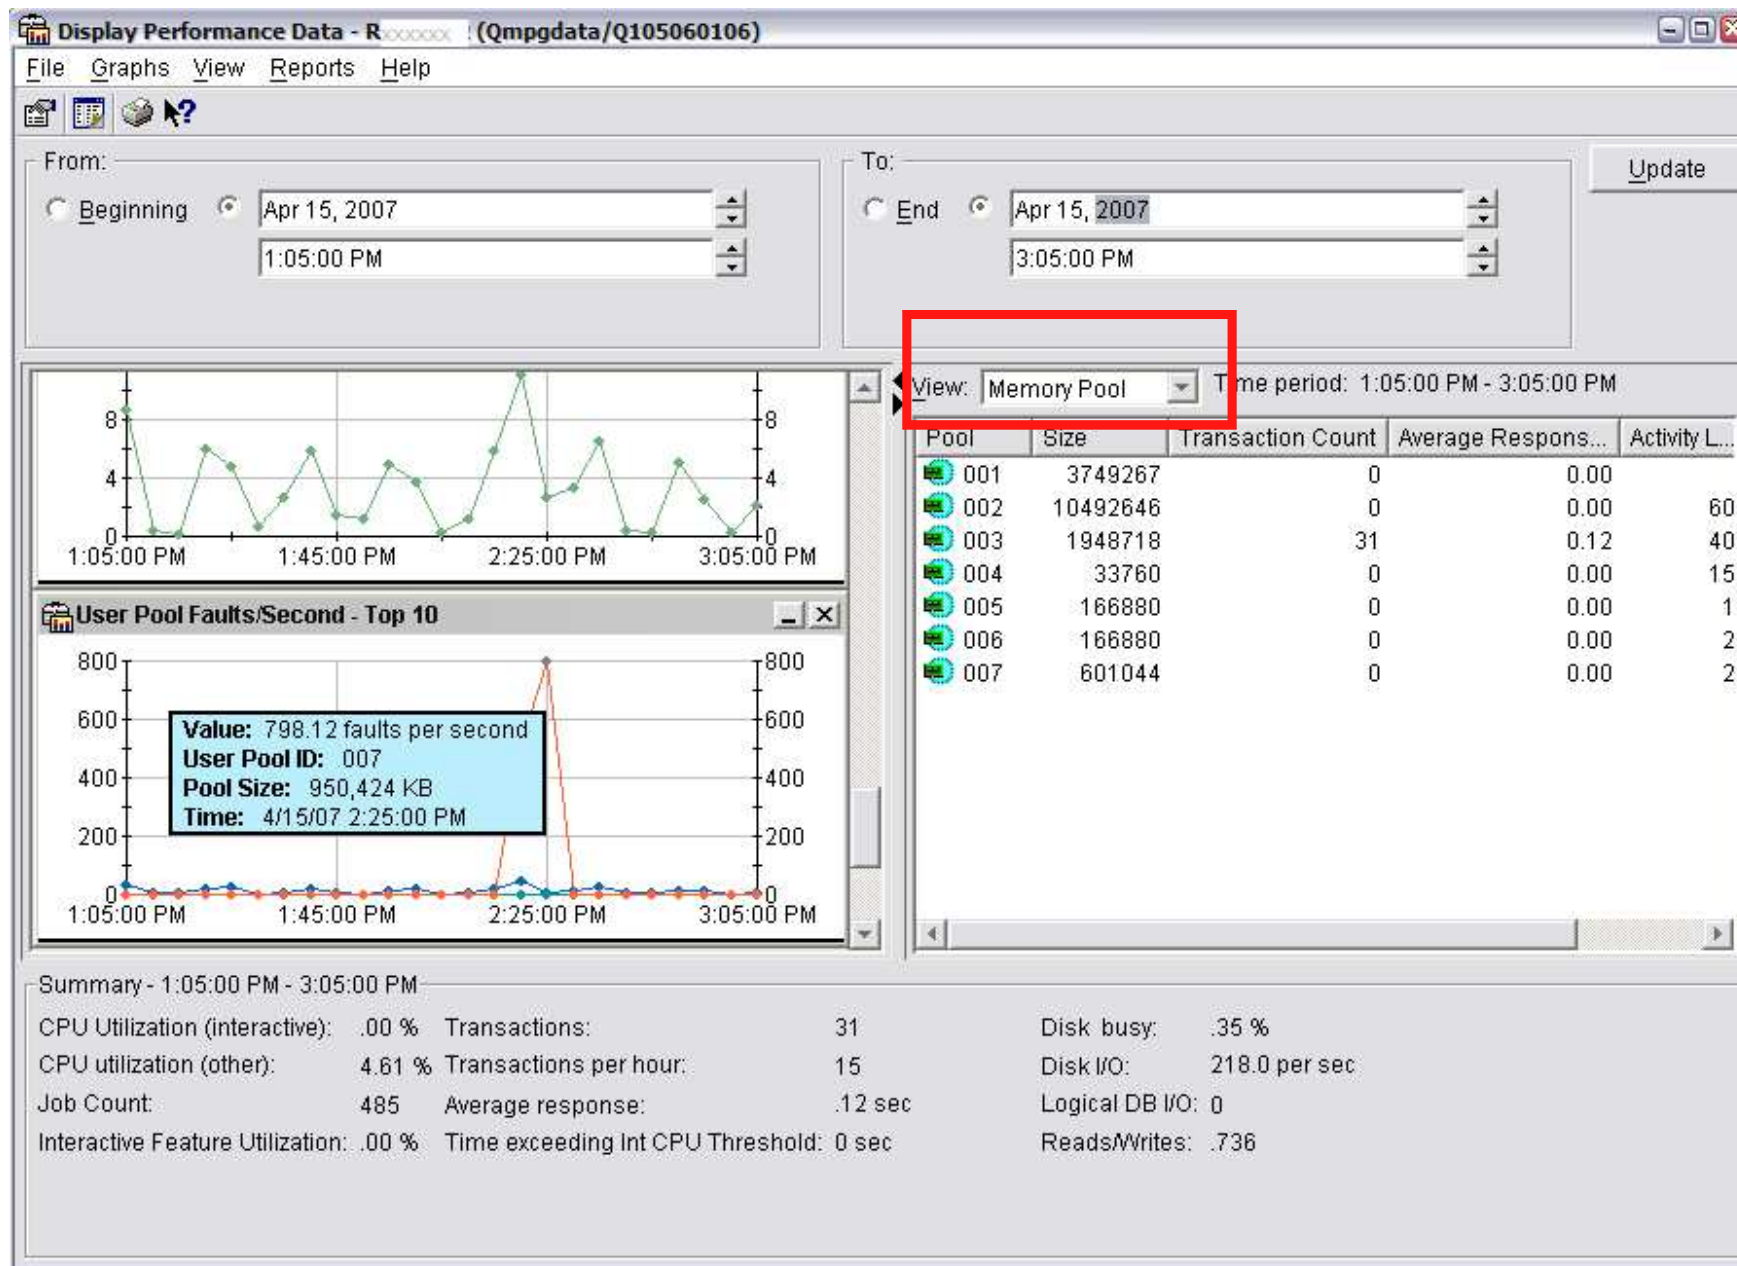 Display Performance Data - Rxxxxxxx (Qmpgdata/Q105060106)
File Graphs View Reports Help
From:
Beginning Apr 15, 2007
1:05:00 PM
To:
End Apr 15, 2007
3:05:00 PM
Update
8 8
4 4
0 0
1:05:00 PM 1:45:00 PM 2:25:00 PM 3:05:00 PM
User Pool Faults/Second - Top 10
800 800
600 600
400 400
200 200
0 0
Value: 798.12 faults per second
User Pool ID: 007
Pool Size: 950,424 KB
Time: 4/15/07 2:25:00 PM
1:05:00 PM 1:45:00 PM 2:25:00 PM 3:05:00 PM
View: Memory Pool Time period: 1:05:00 PM - 3:05:00 PM
Pool Size Transaction Count Average Respons... Activity L...
001 3749267 0 0.00
002 10492646 0 0.00 60
003 1948718 31 0.12 40
004 33760 0 0.00 15
005 166880 0 0.00 1
006 166880 0 0.00 2
007 601044 0 0.00 2
Summary - 1:05:00 PM - 3:05:00 PM
CPU Utilization (interactive): .00 % Transactions: 31 Disk busy: .35 %
CPU utilization (other): 4.61 % Transactions per hour: 15 Disk I/O: 218.0 per sec
Job Count: 485 Average response: .12 sec Logical DB I/O: 0
Interactive Feature Utilization: .00 % Time exceeding Int CPU Threshold: 0 sec Reads/Writes: .736